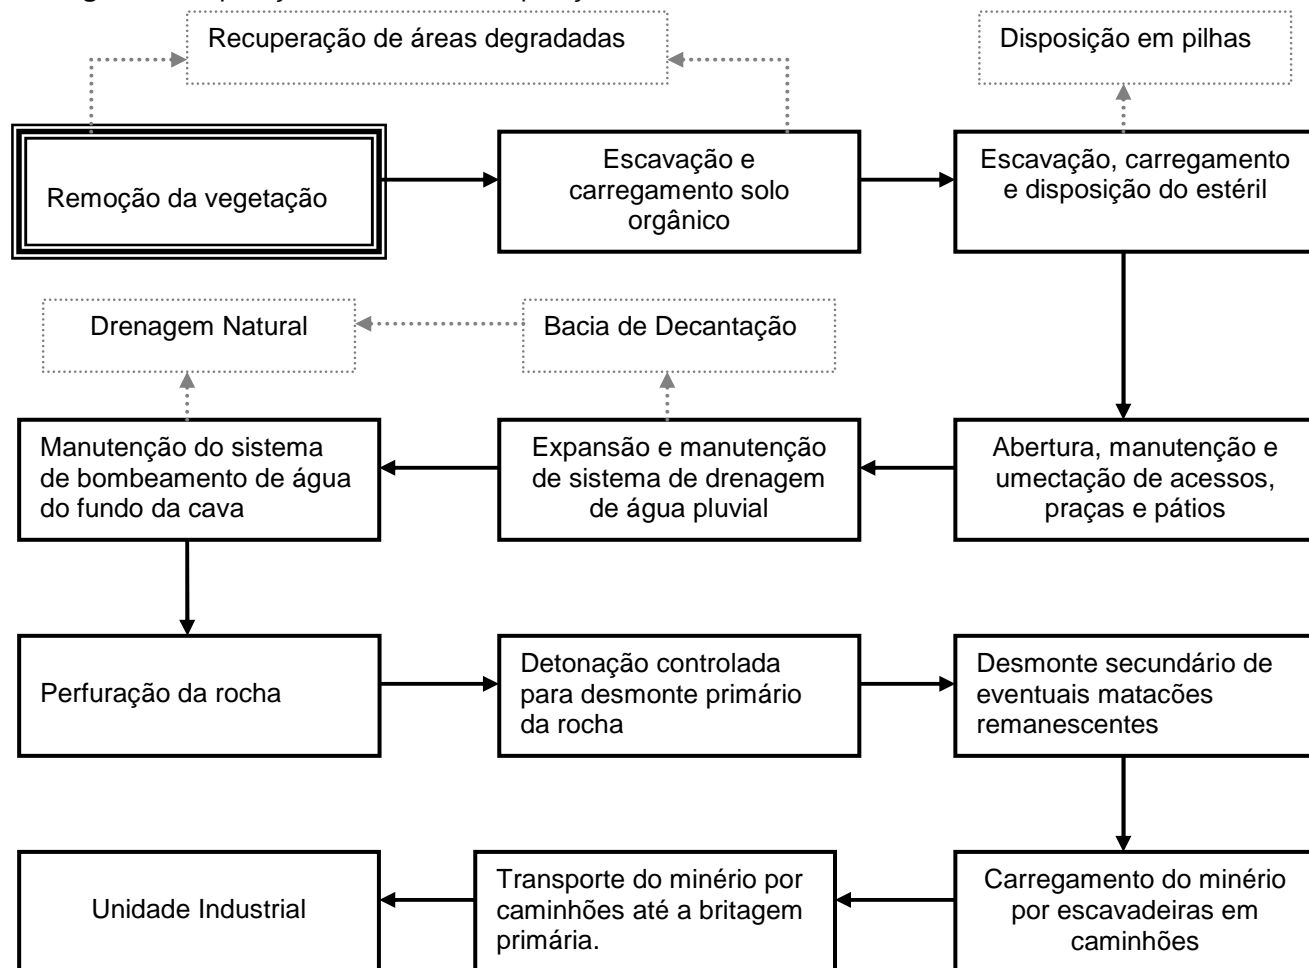 Recuperação de áreas degradadas
Disposição em pilhas
Remoção da vegetação
Escavação e
carregamento solo
orgânico
Escavação, carregamento
e disposição do estéril
Drenagem Natural
Bacia de Decantação
Manutenção do sistema
de bombeamento de água
do fundo da cava
Expansão e manutenção
de sistema de drenagem
de água pluvial
Abertura, manutenção e
umectação de acessos,
praças e pátios
Perfuração da rocha
Detonação controlada
para desmonte primário
da rocha
Desmonte secundário de
eventuais matacões
remanescentes
Unidade Industrial
Transporte do minério por
caminhões até a britagem
primária.
Carregamento do minério
por escavadeiras em
caminhões